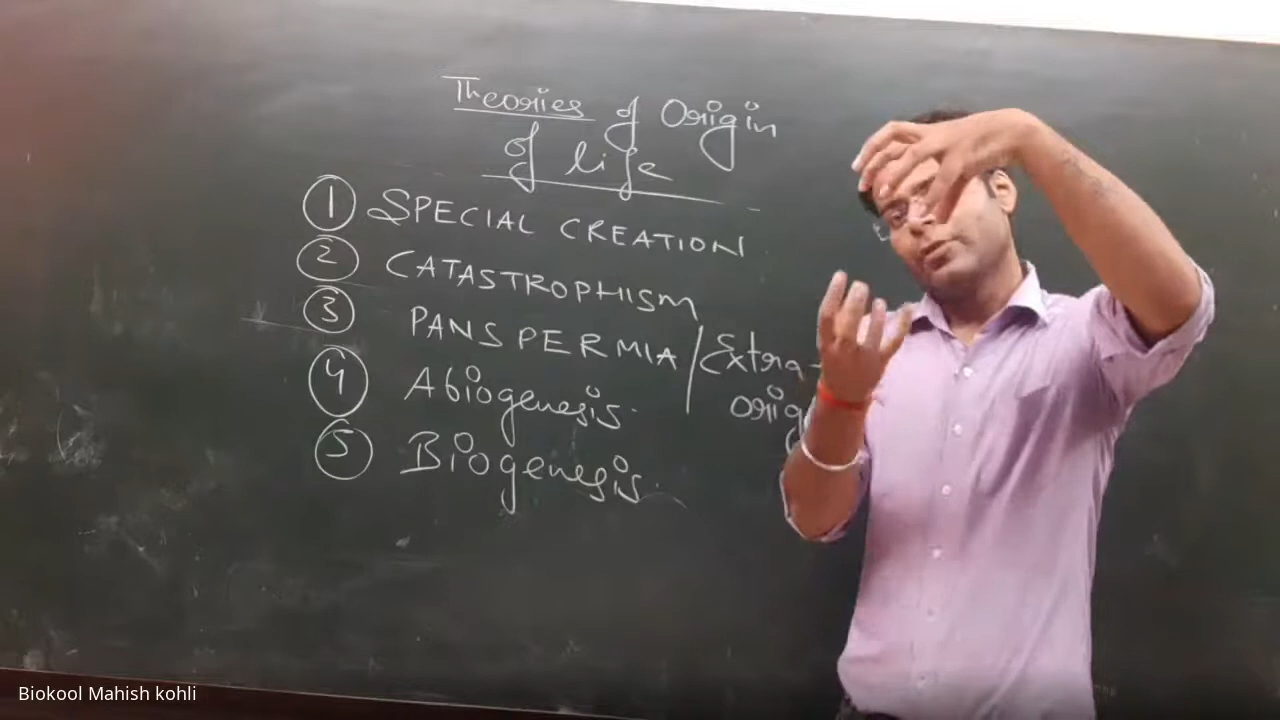 Theories of Origin
of life
1 SPECIAL CREATION
2 CATASTROPHISM
3 PANSPERMIA / Extra-
orig
4 Abiogenesis.
5 Biogenesis.
Biokool Mahish kohli